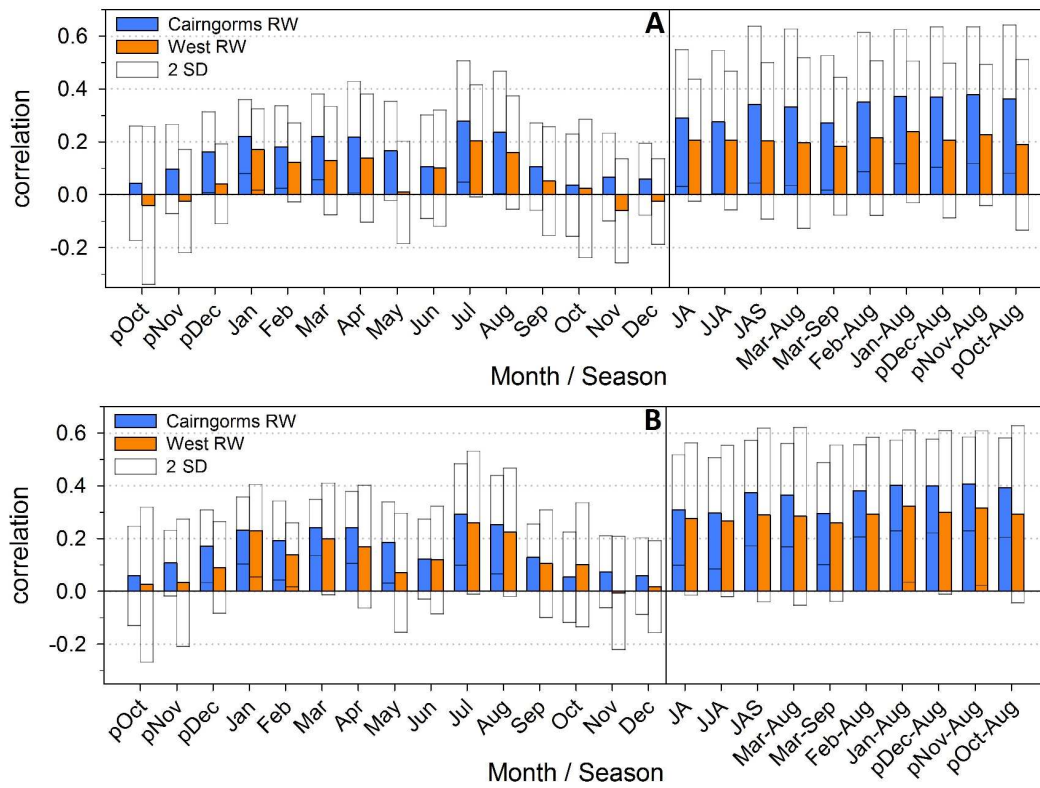 A
Cairngorms RW
West RW
2 SD
correlation
0.6
0.4
0.2
0.0
-0.2
pOct pNov pDec Jan Feb Mar Apr May Jun Jul Aug Sep Oct Nov Dec JA JJA JAS Mar-Aug Mar-Sep Feb-Aug Jan-Aug pDec-Aug pNov-Aug pOct-Aug
Month / Season
B
Cairngorms RW
West RW
2 SD
correlation
0.6
0.4
0.2
0.0
-0.2
pOct pNov pDec Jan Feb Mar Apr May Jun Jul Aug Sep Oct Nov Dec JA JJA JAS Mar-Aug Mar-Sep Feb-Aug Jan-Aug pDec-Aug pNov-Aug pOct-Aug
Month / Season